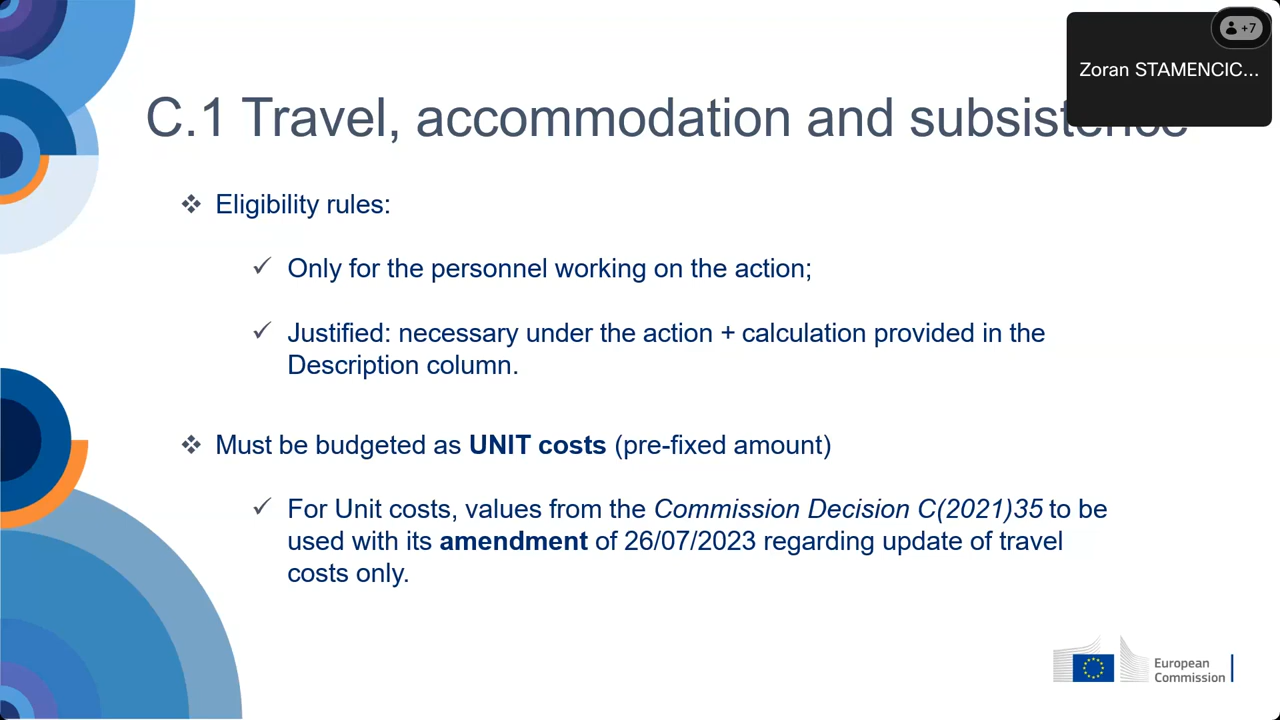 +7
Zoran STAMENCIC...
C.1 Travel, accommodation and subsistence
❖ Eligibility rules:
✓ Only for the personnel working on the action;
✓ Justified: necessary under the action + calculation provided in the
Description column.
❖ Must be budgeted as UNIT costs (pre-fixed amount)
✓ For Unit costs, values from the Commission Decision C(2021)35 to be
used with its amendment of 26/07/2023 regarding update of travel
costs only.
European
Commission